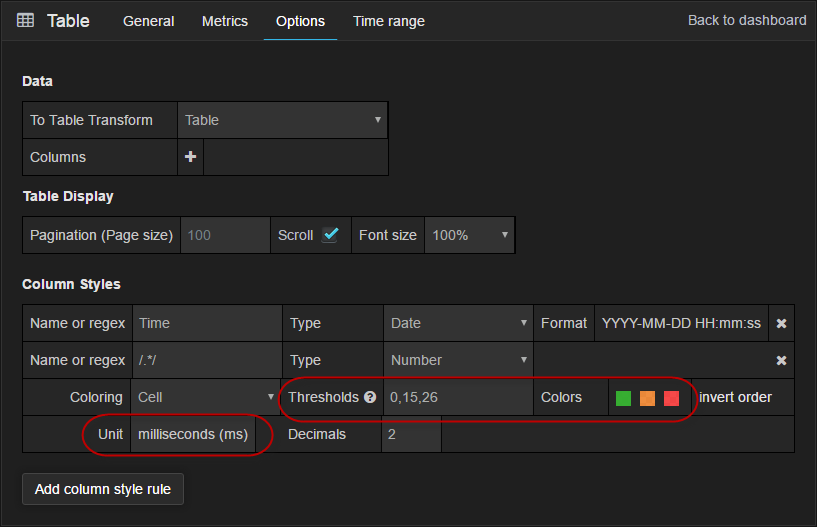 Table General Metrics Options Time range Back to dashboard
Data
To Table Transform Table
Columns +
Table Display
Pagination (Page size) 100 Scroll Font size 100%
Column Styles
Name or regex Time Type Date Format YYYY-MM-DD HH:mm:ss
Name or regex /.*/ Type Number
Coloring Cell Thresholds ? 0,15,26 Colors invert order
Unit milliseconds (ms) Decimals 2
Add column style rule